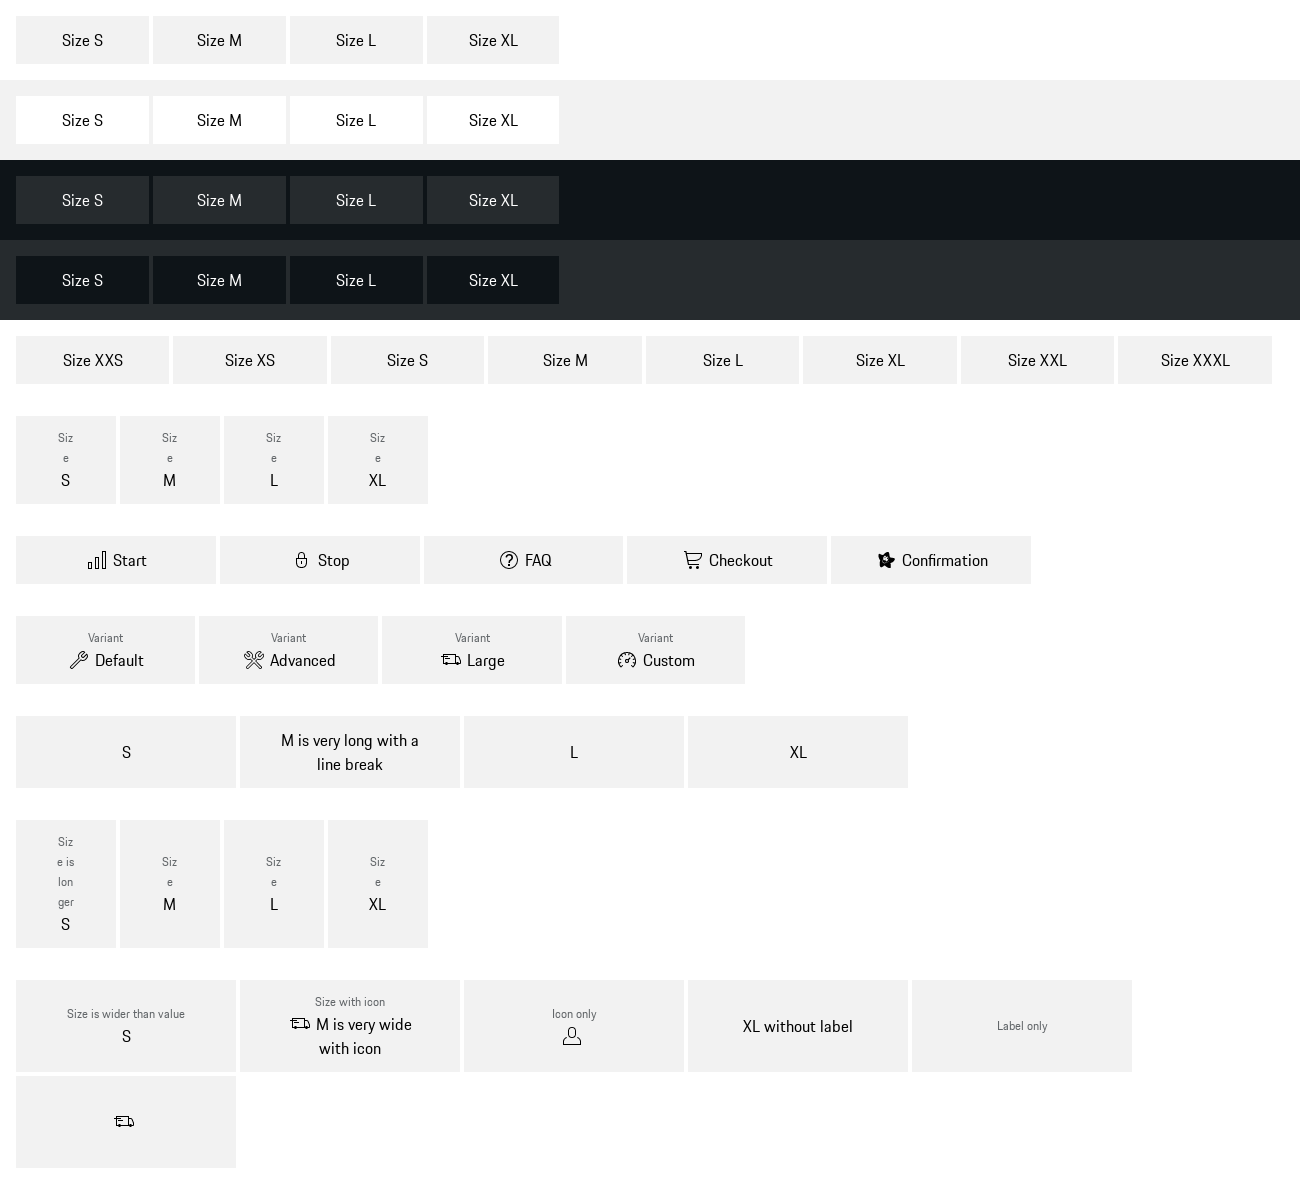 Size S Size M Size L Size XL
Size S Size M Size L Size XL
Size S Size M Size L Size XL
Size S Size M Size L Size XL
Size XXS Size XS Size S Size M Size L Size XL Size XXL Size XXXL
Siz Siz Siz Siz
e e e e
S M L XL
Start Stop FAQ Checkout Confirmation
Variant Variant Variant Variant
Default Advanced Large Custom
S
M is very long with a
line break
L
XL
Siz
e is
lon
ger
S
Siz
e
M
Siz
e
L
Siz
e
XL
Size is wider than value
S
Size with icon
M is very wide
with icon
Icon only
XL without label
Label only